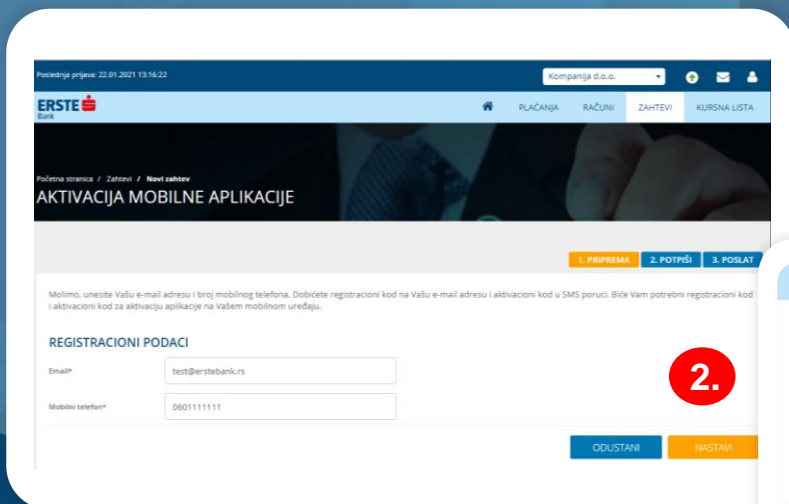 Poslednja prijava: 22.01.2021 13:16:22
Kompanija d.o.o.
ERSTE
Bank
PLAĆANJA RAČUNI ZAHTEVI KURSNA LISTA
Početna stranica / Zahtevi / Novi zahtev
AKTIVACIJA MOBILNE APLIKACIJE
1. PRIPREMA 2. POTPIŠI 3. POSLAT
Molimo, unesite Vašu e-mail adresu i broj mobilnog telefona. Dobićete registracioni kod na Vašu e-mail adresu i aktivacioni kod u SMS poruci. Biće Vam potrebni registracioni kod
i aktivacioni kod za aktivaciju aplikacije na Vašem mobilnom uređaju.
REGISTRACIONI PODACI
Email* test@erstebank.rs
2.
Mobilni telefon* 0601111111
ODUSTANI NASTAVI